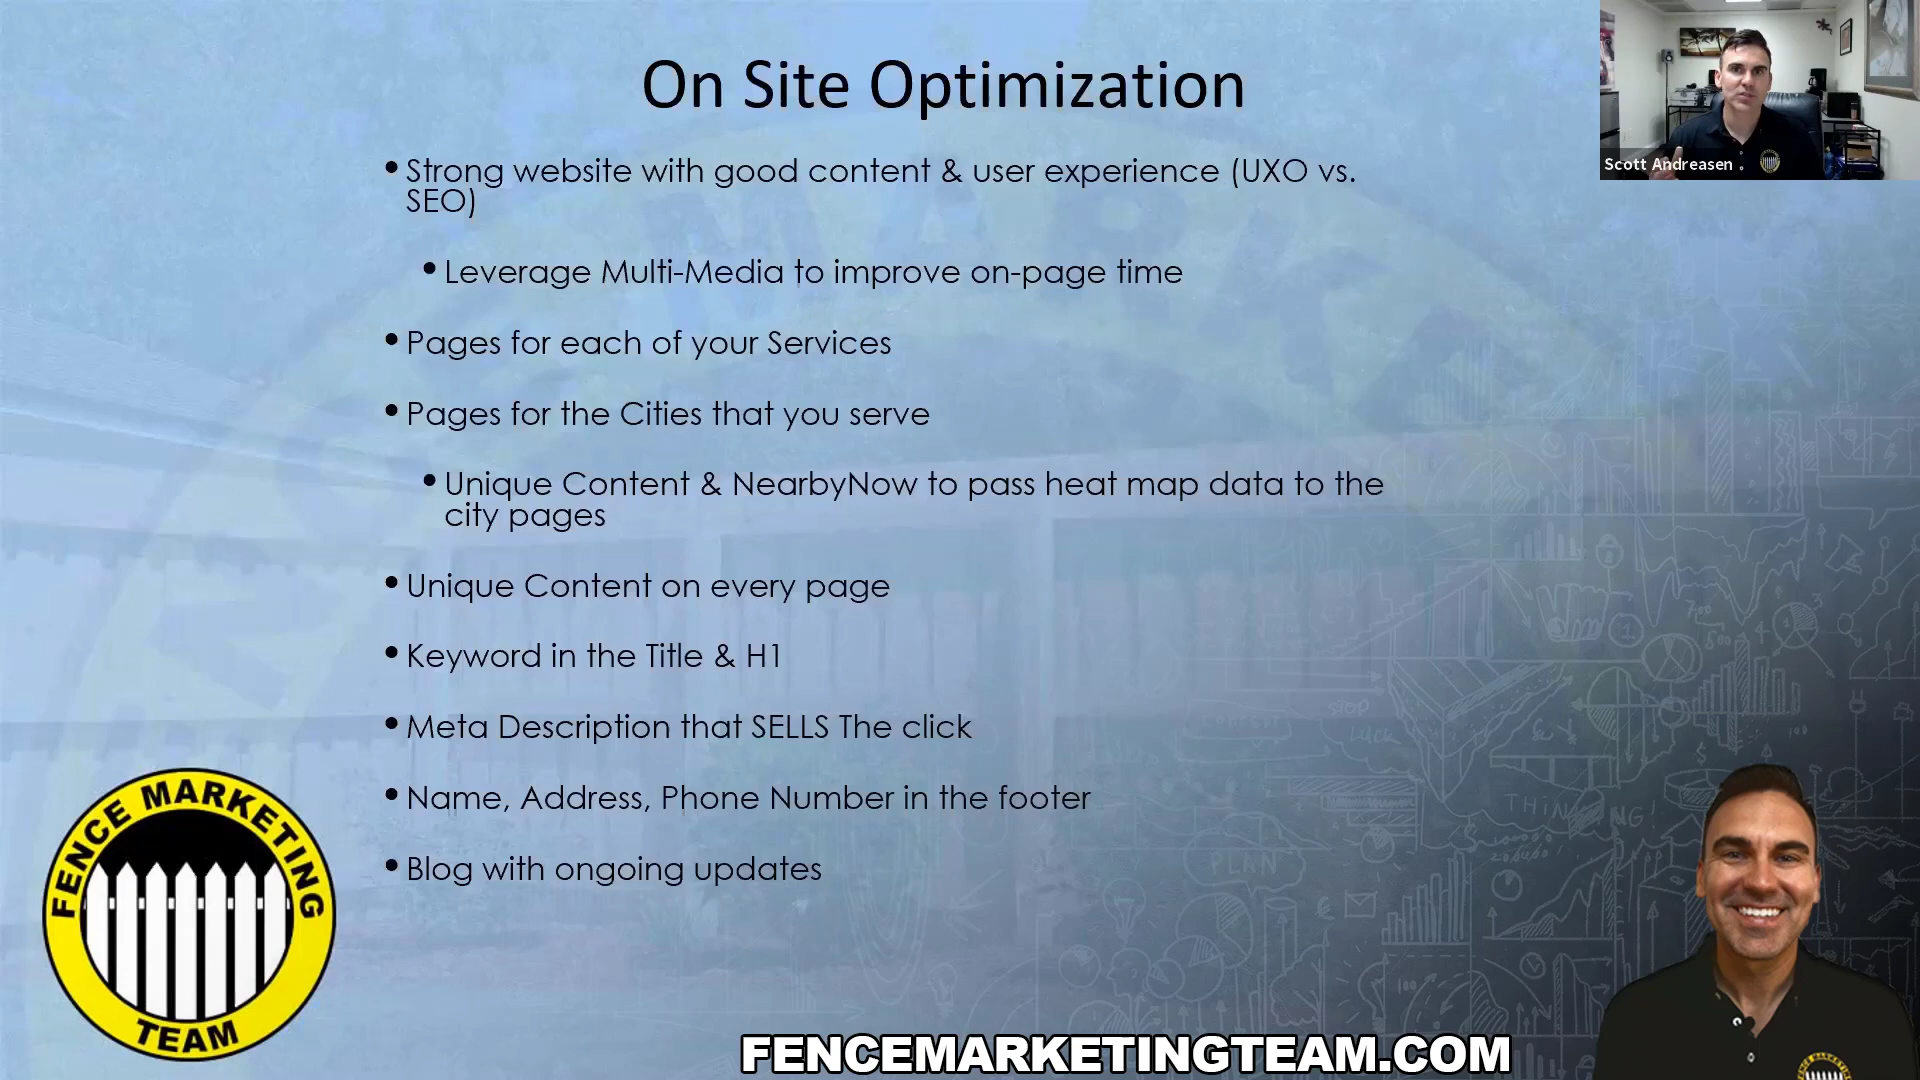 On Site Optimization
Scott Andreasen
• Strong website with good content & user experience (UXO vs.
SEO)
• Leverage Multi-Media to improve on-page time
• Pages for each of your Services
• Pages for the Cities that you serve
• Unique Content & NearbyNow to pass heat map data to the
city pages
• Unique Content on every page
• Keyword in the Title & H1
• Meta Description that SELLS The click
• Name, Address, Phone Number in the footer
• Blog with ongoing updates
FENCE MARKETING
TEAM
THINKING!
PLAN
FENCEMARKETINGTEAM.COM